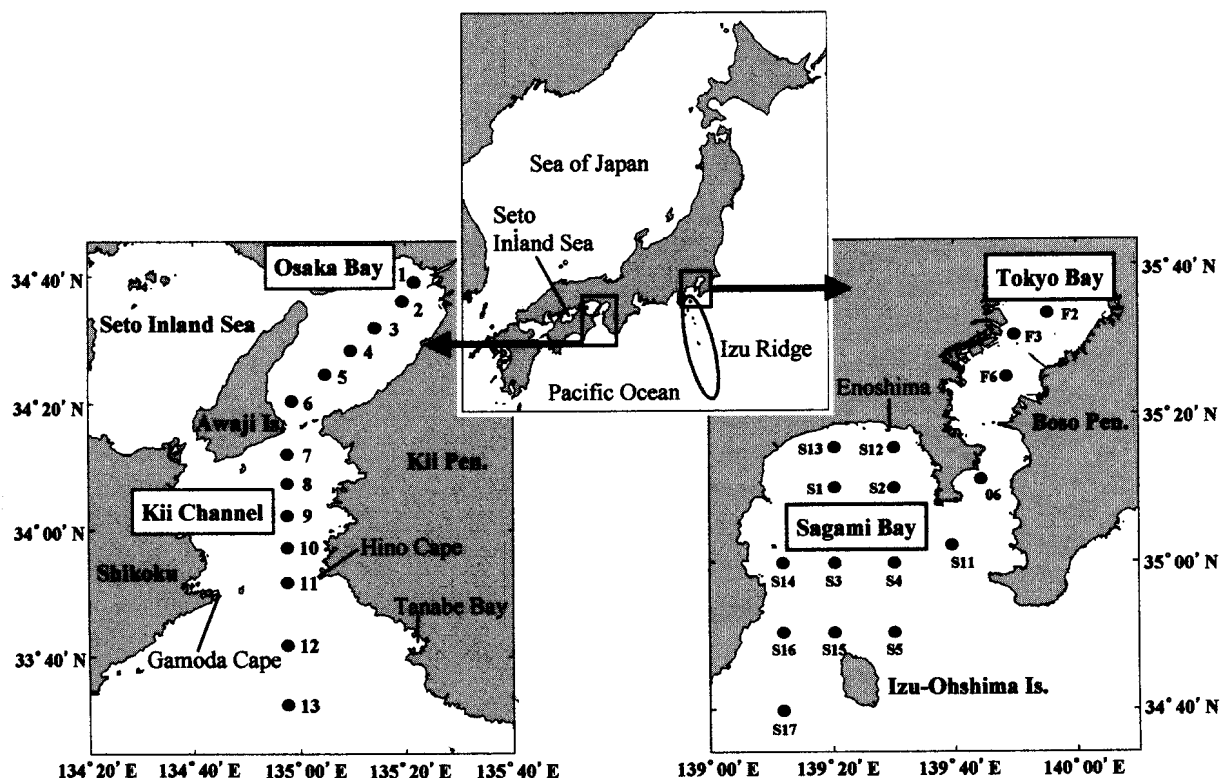 Sea of Japan
Seto
Inland Sea
Izu Ridge
Pacific Ocean
34° 40' N
34° 20' N
34° 00' N
33° 40' N
134° 20' E
134° 40' E
135° 00' E
135° 20' E
135° 40' E
Osaka Bay
Seto Inland Sea
1
2
3
4
5
6
Awaji Is.
7
Kii Pen.
8
Kii Channel
9
10
Hino Cape
11
Shikoku
Tanabe Bay
12
Gamoda Cape
13
Tokyo Bay
F2
F3
F6
Enoshima
Boso Pen.
S13
S12
S1
S2
06
Sagami Bay
S11
S14
S3
S4
S16
S15
S5
Izu-Ohshima Is.
S17
35° 40' N
35° 20' N
35° 00' N
34° 40' N
139° 00' E
139° 20' E
139° 40' E
140° 00' E